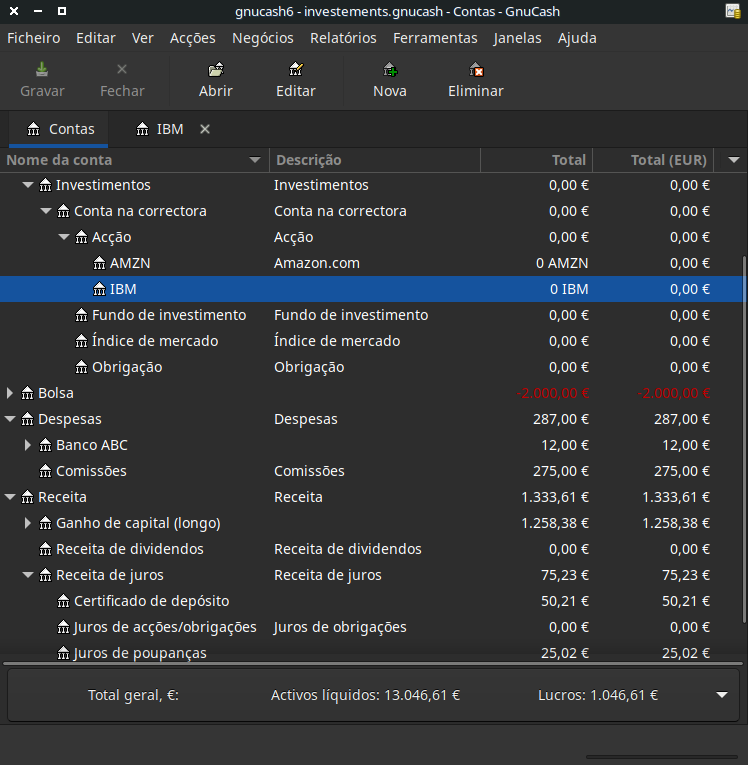 gnucash6 - investements.gnucash - Contas - GnuCash
Ficheiro Editar Ver Acções Negócios Relatórios Ferramentas Janelas Ajuda
Gravar Fechar Abrir Editar Nova Eliminar
Contas IBM
Nome da conta Descrição Total Total (EUR)
Investimentos Investimentos 0,00 € 0,00 €
Conta na correctora Conta na correctora 0,00 € 0,00 €
Acção Acção 0,00 € 0,00 €
AMZN Amazon.com 0 AMZN 0,00 €
IBM 0 IBM 0,00 €
Fundo de investimento Fundo de investimento 0,00 € 0,00 €
Índice de mercado Índice de mercado 0,00 € 0,00 €
Obrigação Obrigação 0,00 € 0,00 €
Bolsa -2.000,00 € -2.000,00 €
Despesas Despesas 287,00 € 287,00 €
Banco ABC 12,00 € 12,00 €
Comissões Comissões 275,00 € 275,00 €
Receita Receita 1.333,61 € 1.333,61 €
Ganho de capital (longo) 1.258,38 € 1.258,38 €
Receita de dividendos Receita de dividendos 0,00 € 0,00 €
Receita de juros Receita de juros 75,23 € 75,23 €
Certificado de depósito 50,21 € 50,21 €
Juros de acções/obrigações Juros de obrigações 0,00 € 0,00 €
Juros de poupanças 25,02 € 25,02 €
Total geral, €: Activos líquidos: 13.046,61 € Lucros: 1.046,61 €